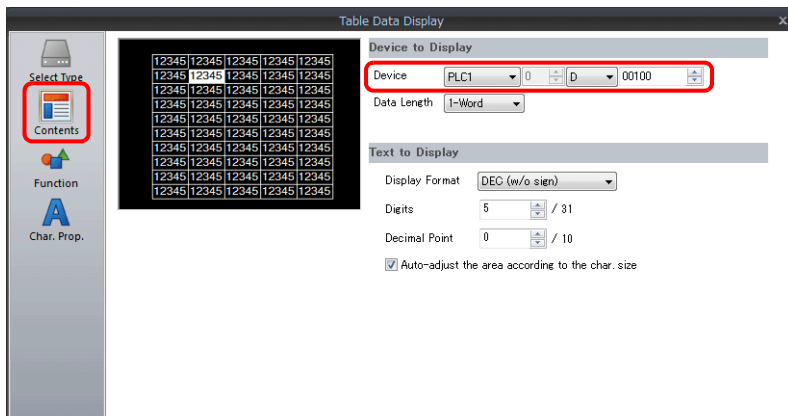 Table Data Display
x
Select Type
Contents
Function
Char. Prop.
12345 12345 12345 12345 12345
12345 12345 12345 12345 12345
12345 12345 12345 12345 12345
12345 12345 12345 12345 12345
12345 12345 12345 12345 12345
12345 12345 12345 12345 12345
12345 12345 12345 12345 12345
12345 12345 12345 12345 12345
12345 12345 12345 12345 12345
12345 12345 12345 12345 12345
Device to Display
Device PLC1 0 D 00100
Data Length 1-Word
Text to Display
Display Format DEC (w/o sign)
Digits 5 / 31
Decimal Point 0 / 10
Auto-adjust the area according to the char. size